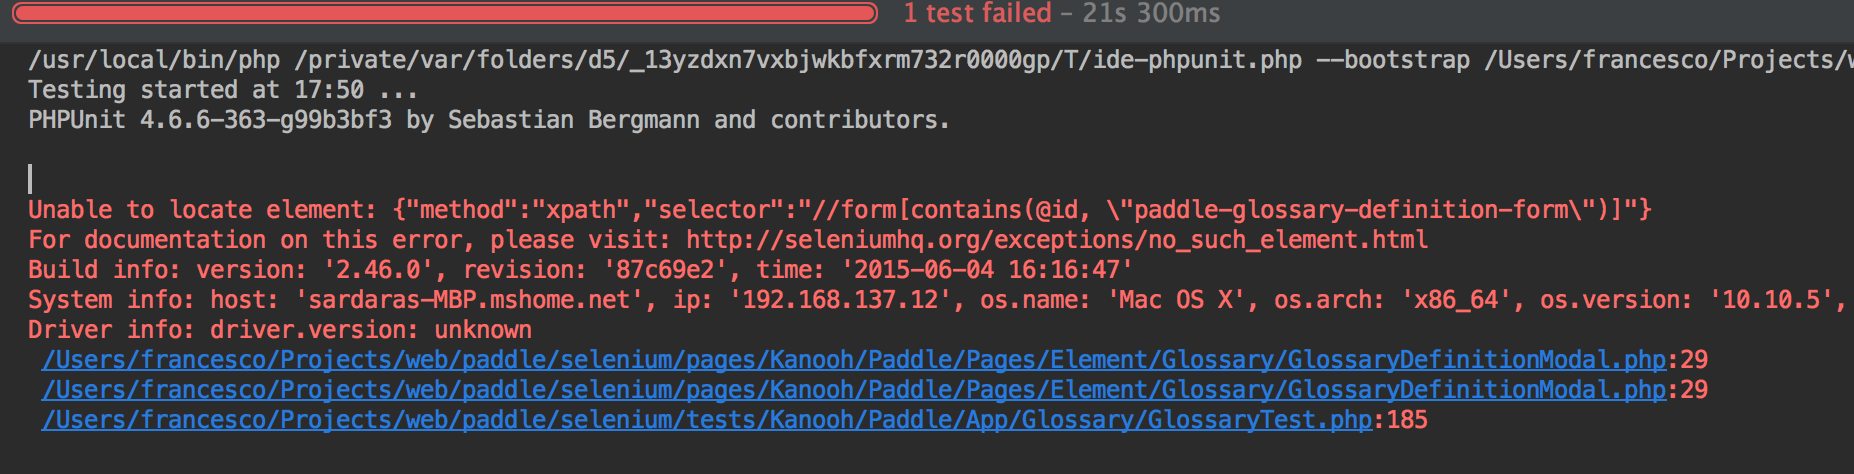 1 test failed – 21s 300ms
/usr/local/bin/php /private/var/folders/d5/_13yzdxn7vxbjwkbfxrm732r0000gp/T/ide-phpunit.php --bootstrap /Users/francesco/Projects/w
Testing started at 17:50 ...
PHPUnit 4.6.6-363-g99b3bf3 by Sebastian Bergmann and contributors.
Unable to locate element: {"method":"xpath","selector":"//form[contains(@id, \"paddle-glossary-definition-form\")]"}
For documentation on this error, please visit: http://seleniumhq.org/exceptions/no_such_element.html
Build info: version: '2.46.0', revision: '87c69e2', time: '2015-06-04 16:16:47'
System info: host: 'sardaras-MBP.mshome.net', ip: '192.168.137.12', os.name: 'Mac OS X', os.arch: 'x86_64', os.version: '10.10.5',
Driver info: driver.version: unknown
/Users/francesco/Projects/web/paddle/selenium/pages/Kanooh/Paddle/Pages/Element/Glossary/GlossaryDefinitionModal.php:29
/Users/francesco/Projects/web/paddle/selenium/pages/Kanooh/Paddle/Pages/Element/Glossary/GlossaryDefinitionModal.php:29
/Users/francesco/Projects/web/paddle/selenium/tests/Kanooh/Paddle/App/Glossary/GlossaryTest.php:185